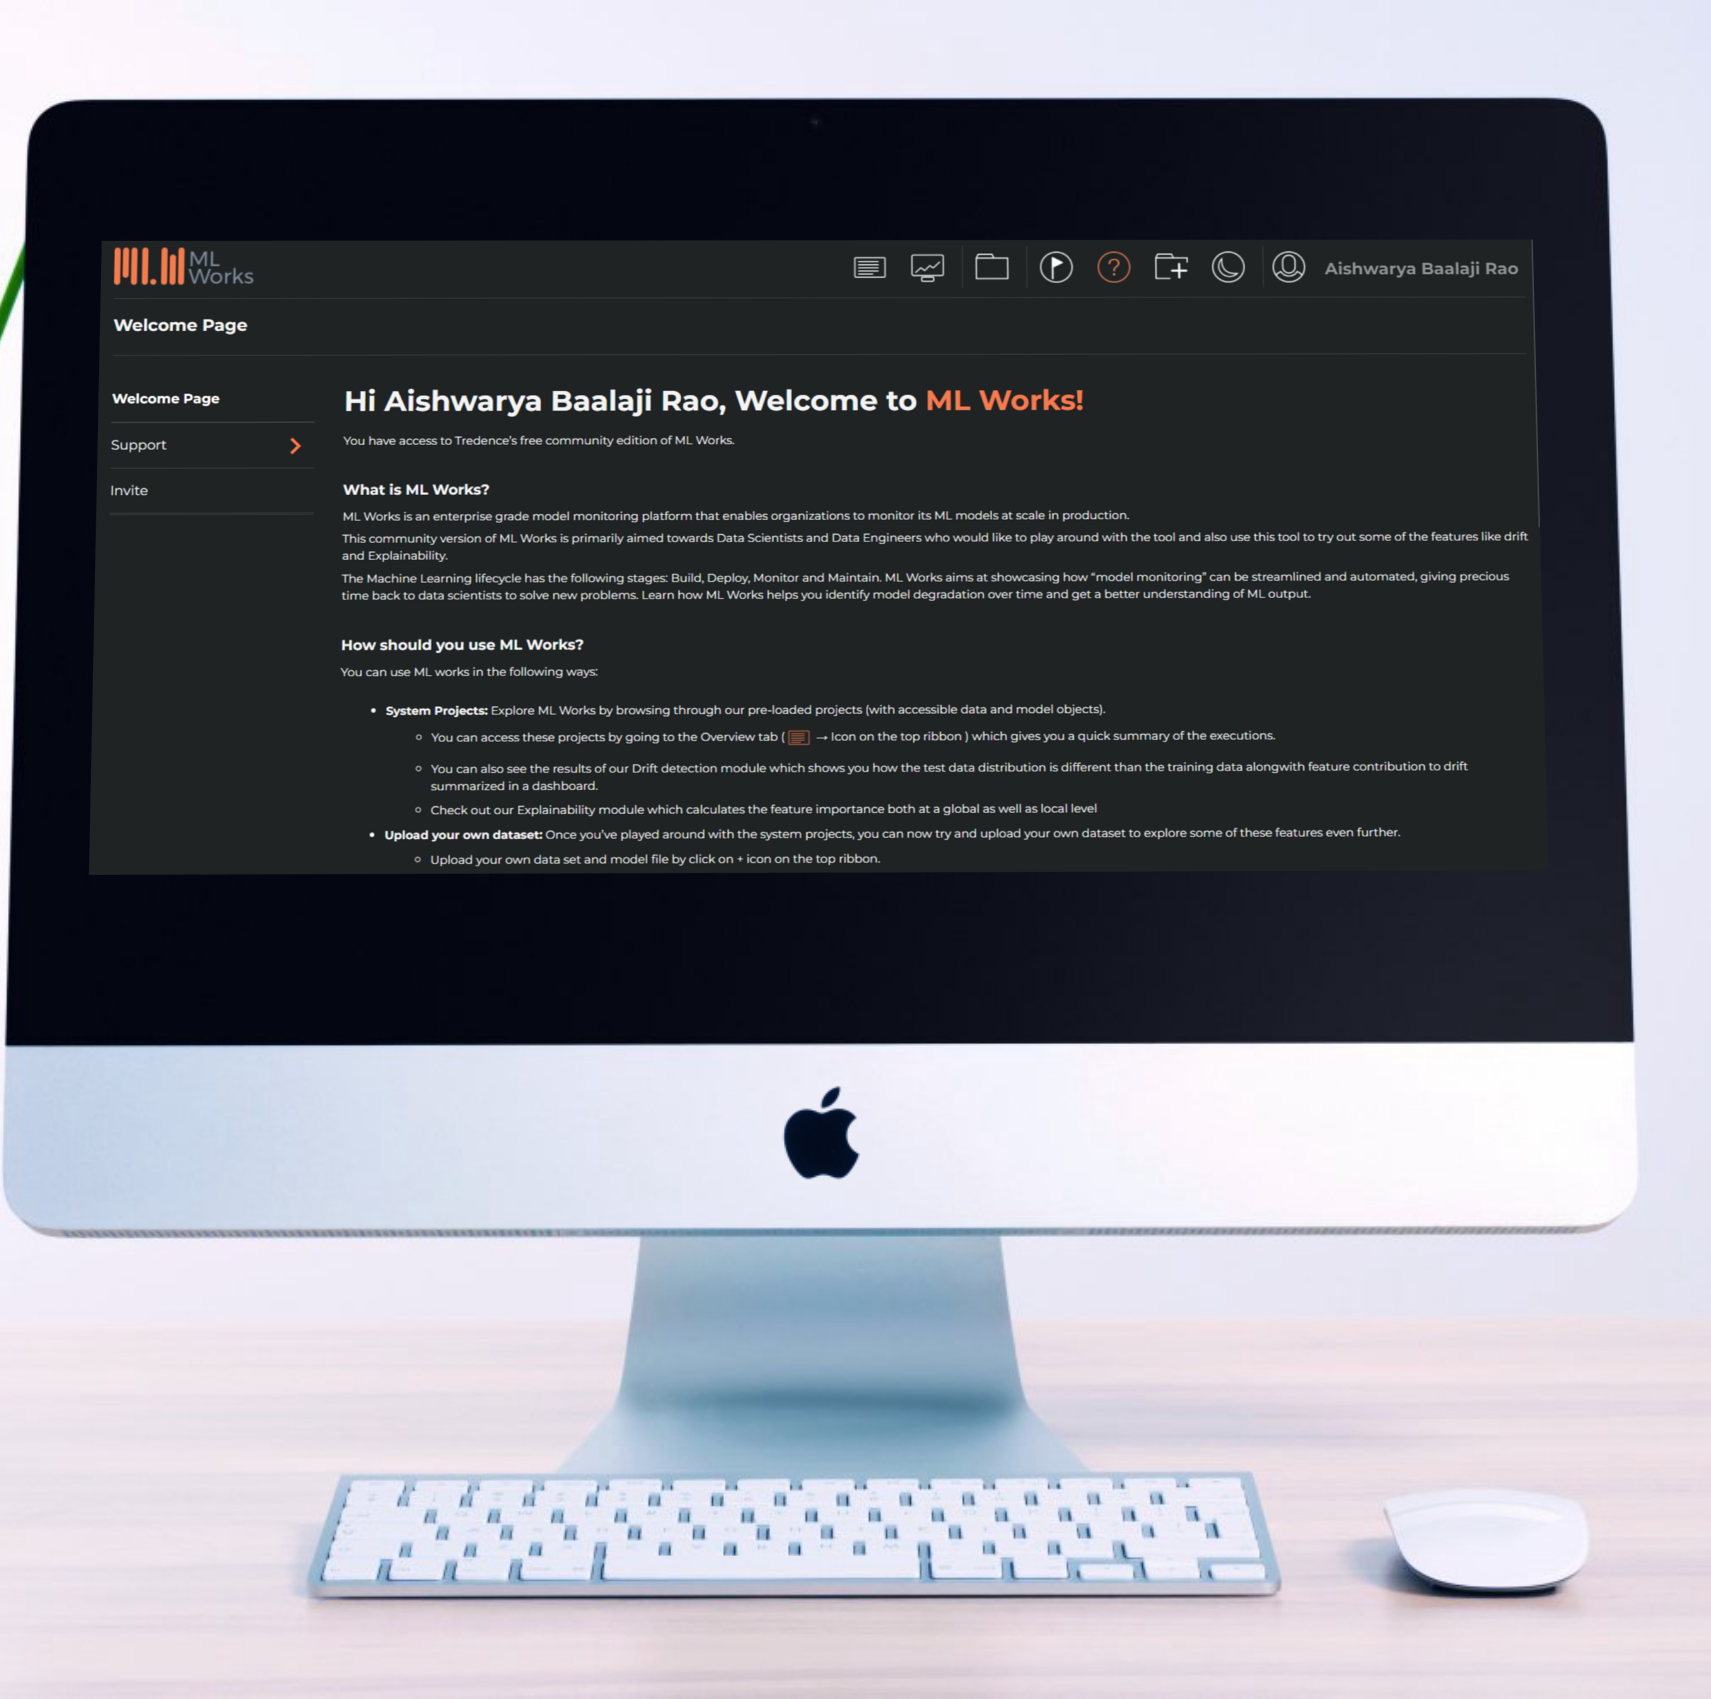 ML Works
Aishwarya Baalaji Rao
Welcome Page
Welcome Page
Support
Invite
Hi Aishwarya Baalaji Rao, Welcome to ML Works!
You have access to Tredence's free community edition of ML Works.
What is ML Works?
ML Works is an enterprise grade model monitoring platform that enables organizations to monitor its ML models at scale in production.
This community version of ML Works is primarily aimed towards Data Scientists and Data Engineers who would like to play around with the tool and also use this tool to try out some of the features like drift
and Explainability.
The Machine Learning lifecycle has the following stages: Build, Deploy, Monitor and Maintain. ML Works aims at showcasing how “model monitoring” can be streamlined and automated, giving precious
time back to data scientists to solve new problems. Learn how ML Works helps you identify model degradation over time and get a better understanding of ML output.
How should you use ML Works?
You can use ML works in the following ways:
• System Projects: Explore ML Works by browsing through our pre-loaded projects (with accessible data and model objects).
◦ You can access these projects by going to the Overview tab ( → Icon on the top ribbon ) which gives you a quick summary of the executions.
◦ You can also see the results of our Drift detection module which shows you how the test data distribution is different than the training data alongwith feature contribution to drift
summarized in a dashboard.
◦ Check out our Explainability module which calculates the feature importance both at a global as well as local level
• Upload your own dataset: Once you've played around with the system projects, you can now try and upload your own dataset to explore some of these features even further.
◦ Upload your own data set and model file by click on + icon on the top ribbon.